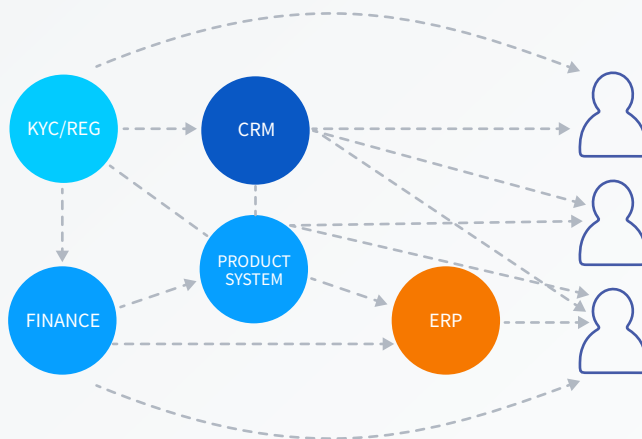 KYC/REG
CRM
PRODUCT
SYSTEM
FINANCE
ERP